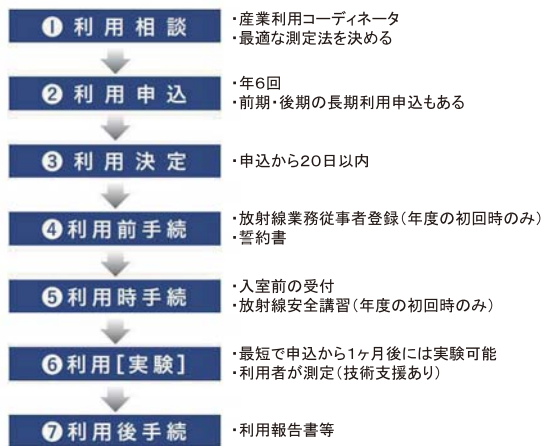 ❶利用相談
・産業利用コーディネータ
・最適な測定法を決める
❷利用申込
・年6回
・前期・後期の長期利用申込もある
❸利用決定
・申込から20日以内
❹利用前手続
・放射線業務従事者登録(年度の初回時のみ)
・誓約書
❺利用時手続
・入室前の受付
・放射線安全講習(年度の初回時のみ)
❻利用[実験]
・最短で申込から1ヶ月後には実験可能
・利用者が測定(技術支援あり)
❼利用後手続
・利用報告書等